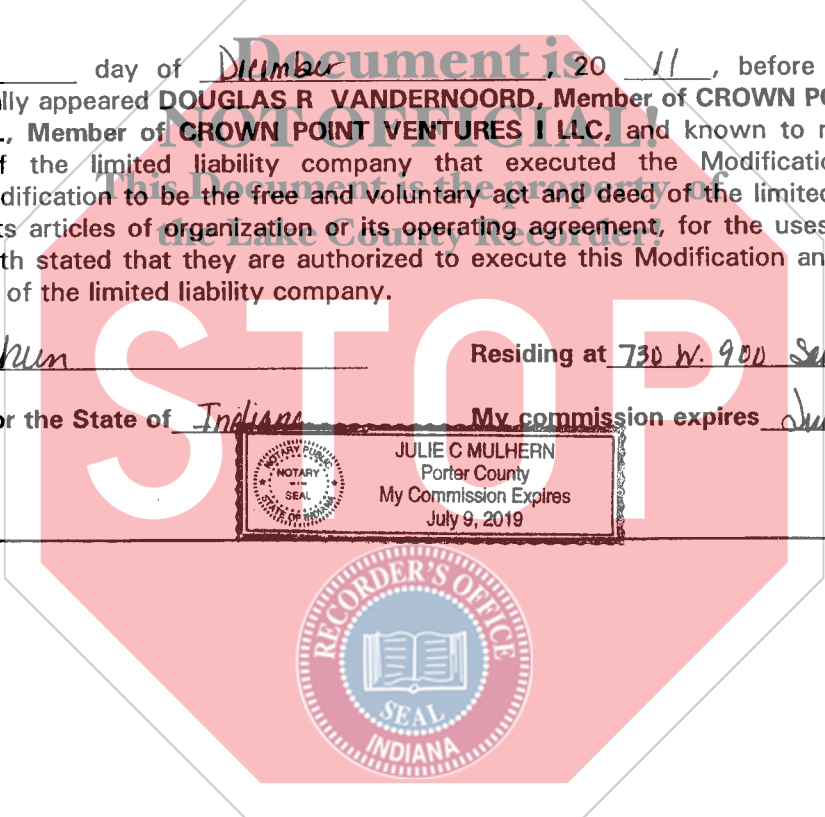 Document is
day of December, 20 11, before
lly appeared DOUGLAS R VANDERNOORD, Member of CROWN PO
NOT OFFICIAL!
., Member of CROWN POINT VENTURES I LLC, and known to
f the limited liability company that executed the Modificatio
This Document is the property of
dification to be the free and voluntary act and deed of the limited
ts articles of organization or its operating agreement, for the uses
the Lake County Recorder!
th stated that they are authorized to execute this Modification an
of the limited liability company.
STOP
Residing at 730 W. 900
or the State of Indiana My commission expires
NOTARY PUBLIC
NOTARY
SEAL
STATE OF INDIANA
JULIE C MULHERN
Porter County
My Commission Expires
July 9, 2019
RECORDER'S OFFICE
SEAL
INDIANA